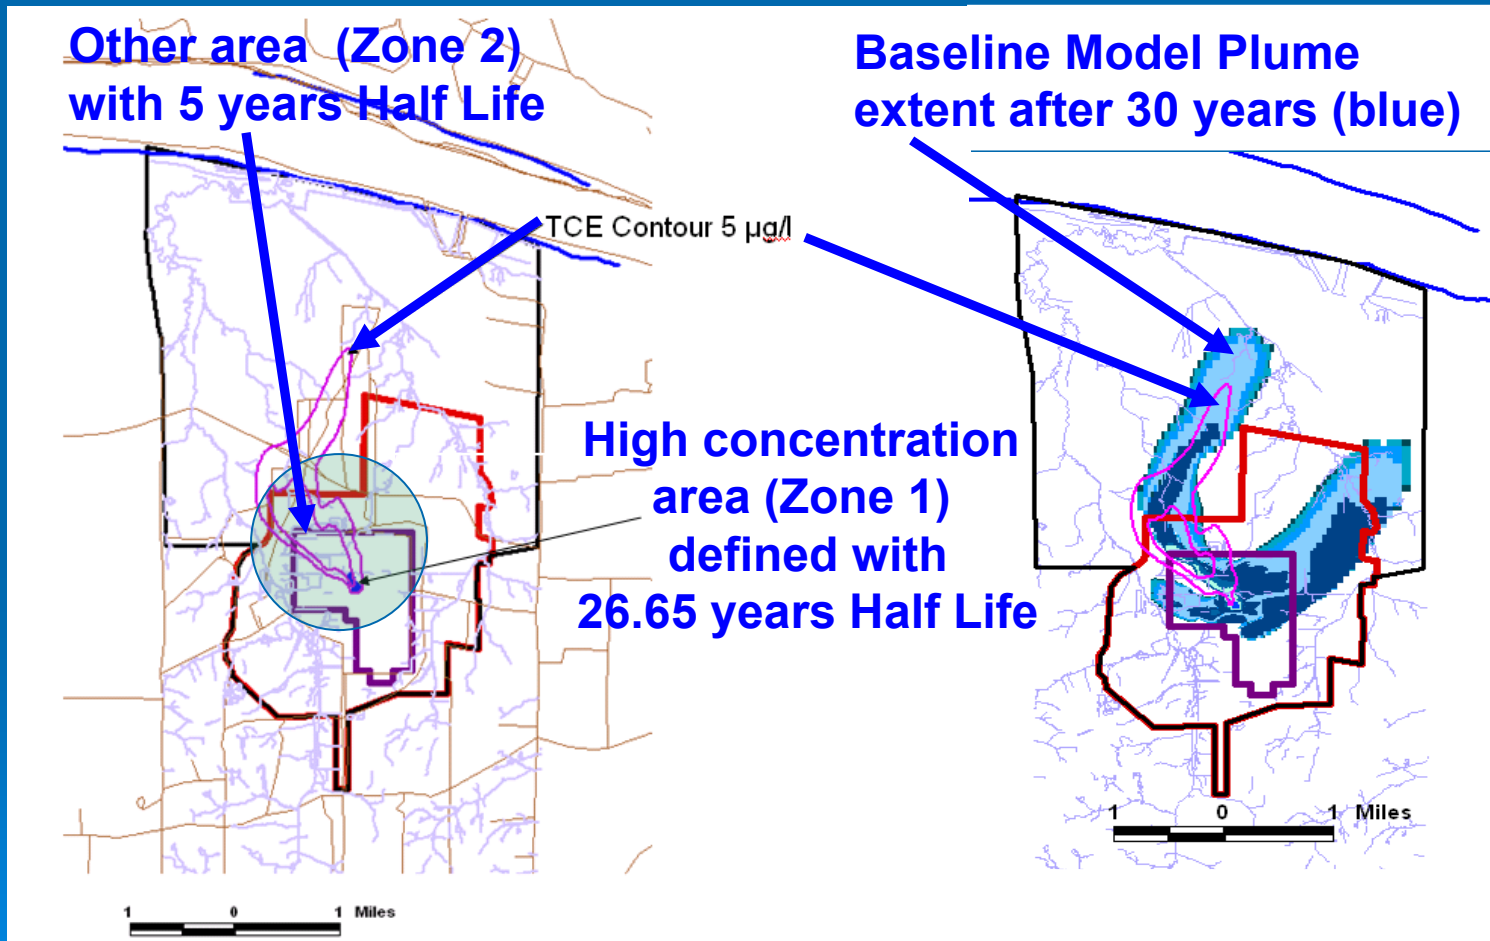 Other area (Zone 2)
with 5 years Half Life
Baseline Model Plume
extent after 30 years (blue)
TCE Contour 5 µg/l
High concentration
area (Zone 1)
defined with
26.65 years Half Life
1 0 1 Miles
1 0 1 Miles